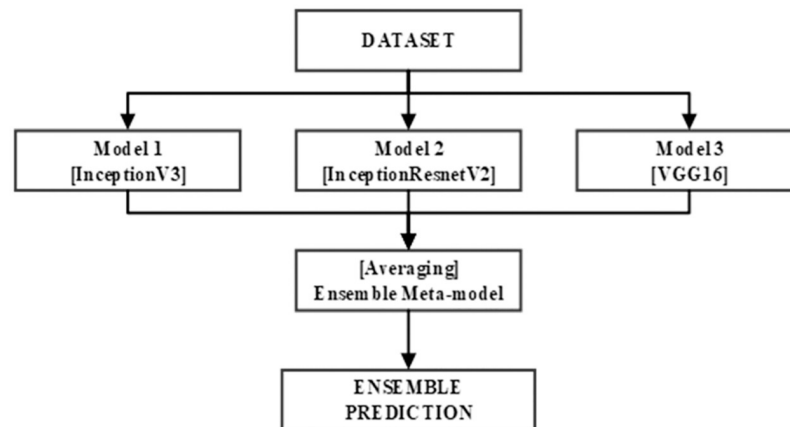 DATASET
Model 1
[InceptionV3]
Model 2
[InceptionResnetV2]
Model 3
[VGG16]
[Averaging]
Ensemble Meta-model
ENSEMBLE
PREDICTION